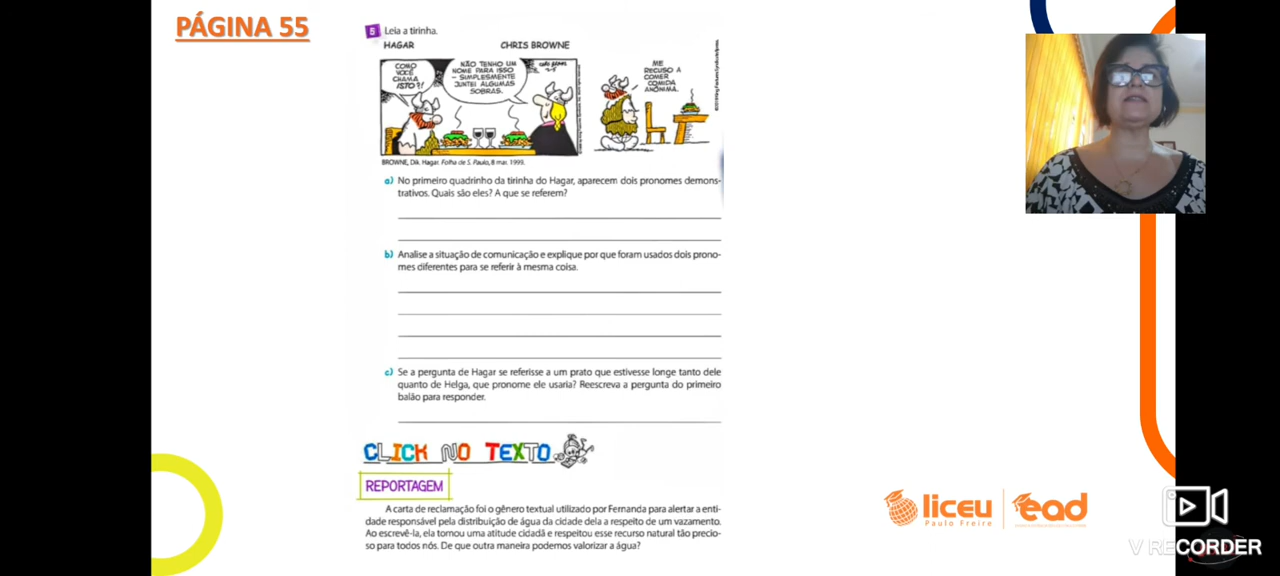 PÁGINA 55
5 Leia a tirinha.
HAGAR CHRIS BROWNE
COMO
VOCÊ
CHAMA
ISTO?!
NÃO TENHO UM
NOME PARA ISSO
- SIMPLESMENTE
JUNTEI ALGUMAS
SOBRAS.
ME
RECUSO A
COMER
COMIDA
ANÔNIMA.
BROWNE, Dik. Hagar. Folha de S. Paulo, 8 mar. 1999.
a) No primeiro quadrinho da tirinha do Hagar, aparecem dois pronomes demons-
trativos. Quais são eles? A que se referem?
b) Analise a situação de comunicação e explique por que foram usados dois prono-
mes diferentes para se referir à mesma coisa.
c) Se a pergunta de Hagar se referisse a um prato que estivesse longe tanto dele
quanto de Helga, que pronome ele usaria? Reescreva a pergunta do primeiro
balão para responder.
CLICK NO TEXTO
REPORTAGEM
A carta de reclamação foi o gênero textual utilizado por Fernanda para alertar a enti-
dade responsável pela distribuição de água da cidade dela a respeito de um vazamento.
Ao escrevê-la, ela tomou uma atitude cidadã e respeitou esse recurso natural tão precio-
so para todos nós. De que outra maneira podemos valorizar a água?
liceu
Paulo Freire
ead
V RECORDER